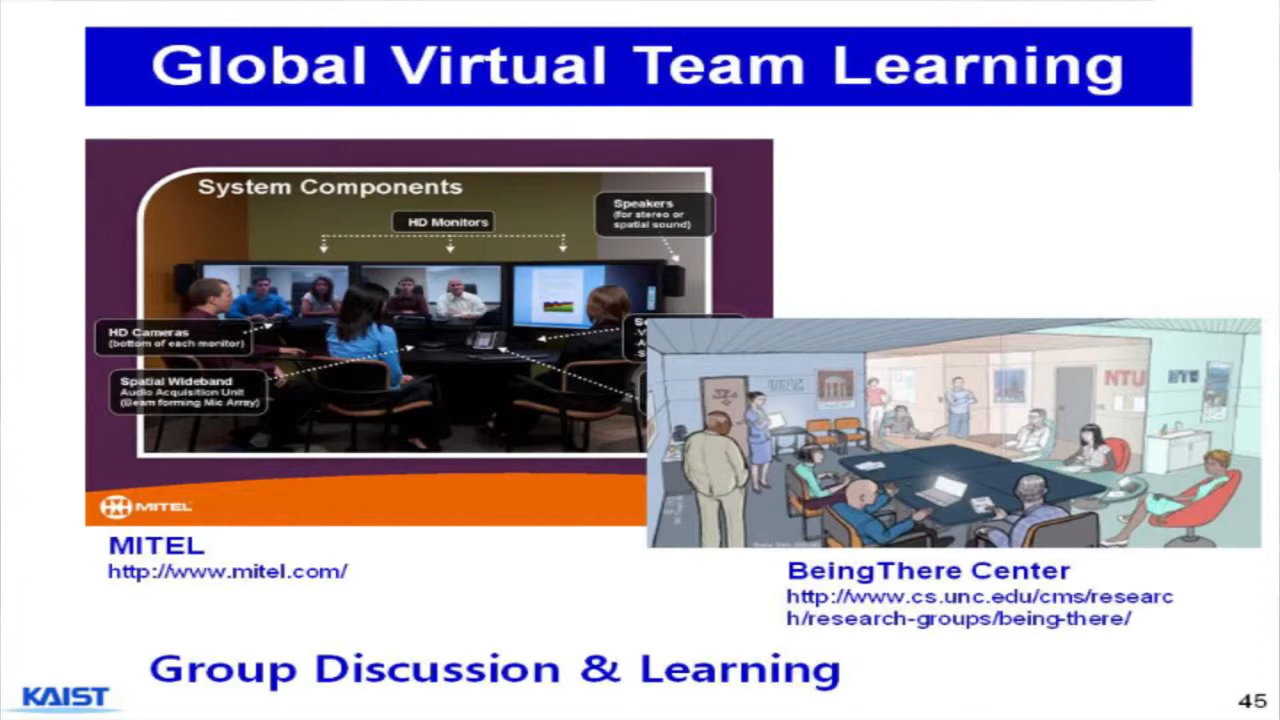 Global Virtual Team Learning
System Components
HD Monitors
Speakers
(for stereo or
spatial sound)
HD Cameras
(bottom of each monitor)
Spatial Wideband
Audio Acquisition Unit
(Beam forming Mic Array)
MITEL
UNC
NTU
NTU
MITEL
http://www.mitel.com/
BeingThere Center
http://www.cs.unc.edu/cms/researc
h/research-groups/being-there/
Group Discussion & Learning
KAIST
45